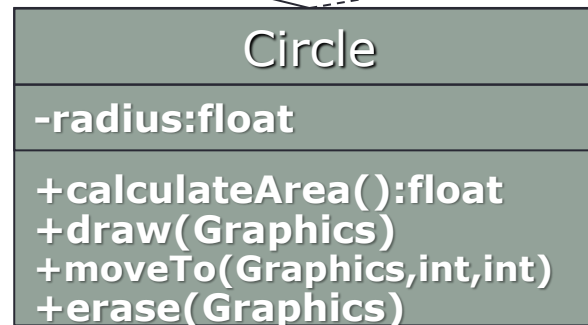 Circle
-radius:float
+calculateArea():float
+draw(Graphics)
+moveTo(Graphics,int,int)
+erase(Graphics)